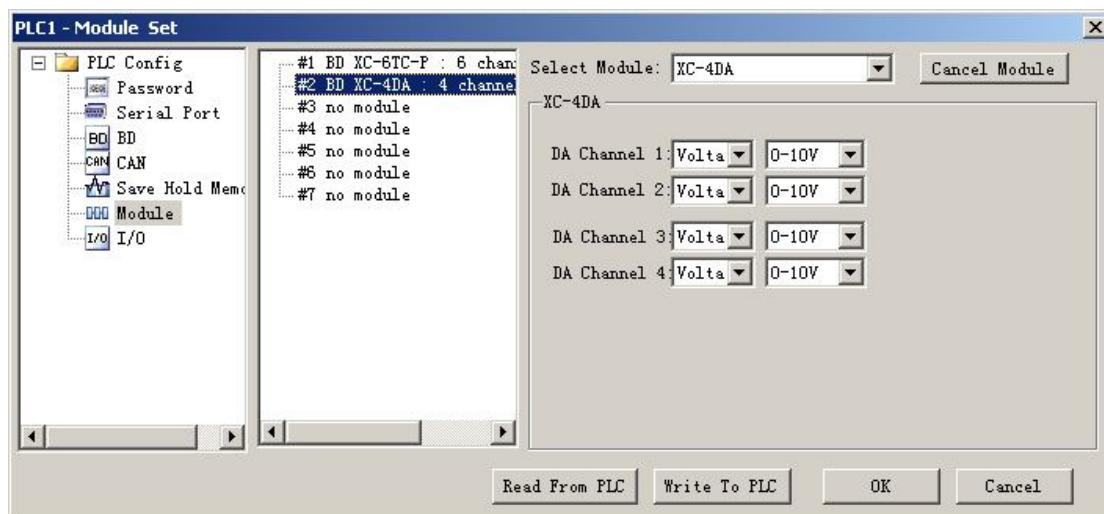 PLC1 - Module Set
PLC Config
Password
Serial Port
BD BD
CAN CAN
Save Hold Memo
Module
I/O I/O
#1 BD XC-6TC-P : 6 chan
#2 BD XC-4DA : 4 channe
#3 no module
#4 no module
#5 no module
#6 no module
#7 no module
Select Module: XC-4DA Cancel Module
XC-4DA
DA Channel 1: Volta 0-10V
DA Channel 2: Volta 0-10V
DA Channel 3: Volta 0-10V
DA Channel 4: Volta 0-10V
Read From PLC Write To PLC OK Cancel